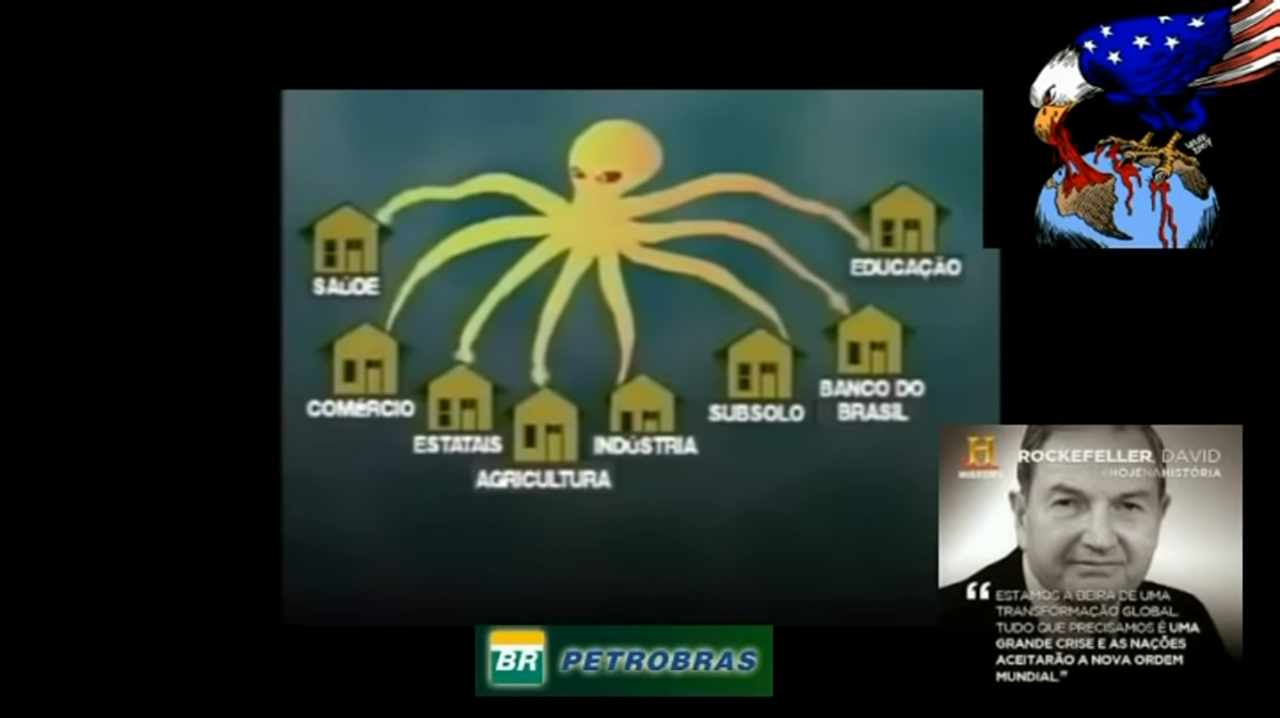 SAÚDE
EDUCAÇÃO
COMÉRCIO
ESTATAIS
AGRICULTURA
INDÚSTRIA
SUBSOLO
BANCO DO
BRASIL
BR PETROBRAS
H
HISTORY
ROCKEFELLER, DAVID
#HOJENAHISTÓRIA
“ ESTAMOS À BEIRA DE UMA
TRANSFORMAÇÃO GLOBAL.
TUDO QUE PRECISAMOS É UMA
GRANDE CRISE E AS NAÇÕES
ACEITARÃO A NOVA ORDEM
MUNDIAL.”